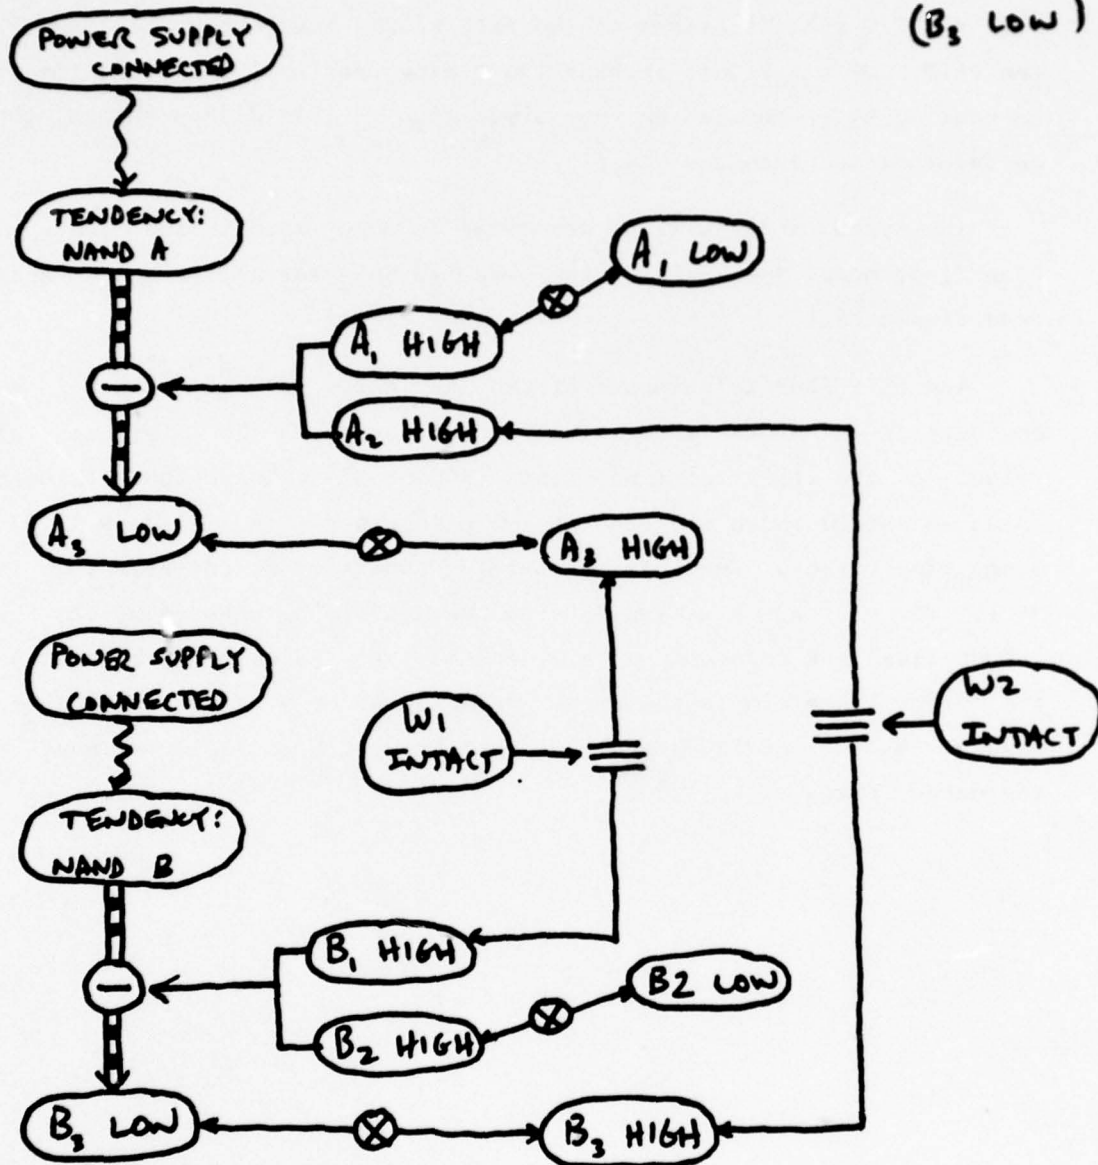 (B₃ LOW)
POWER SUPPLY
CONNECTED
TENDENCY:
NAND A
A₁ LOW
A₁ HIGH
A₂ HIGH
A₃ LOW
A₃ HIGH
POWER SUPPLY
CONNECTED
W1
INTACT
W2
INTACT
TENDENCY:
NAND B
B₁ HIGH
B2 LOW
B₂ HIGH
B₃ LOW
B₃ HIGH